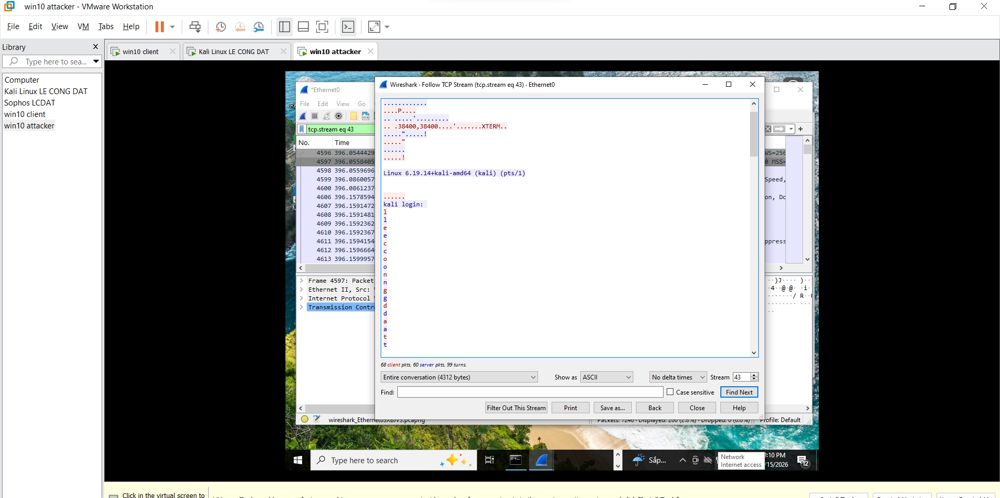 win10 attacker - VMware Workstation
File Edit View VM Tabs Help
Library
Type here to sea...
Computer
Kali Linux LE CONG DAT
Sophos LCDAT
win10 client
win10 attacker
win10 client
Kali Linux LE CONG DAT
win10 attacker
*Ethernet0
File Edit View Go
tcp.stream eq 43
No. Time
4596 396.0544429
4597 396.0558405
4598 396.0559696
4599 396.0860057
4600 396.0861237
4606 396.1578594
4607 396.1591472
4608 396.1591481
4609 396.1592362
4610 396.1592367
4611 396.1594154
4612 396.1596664
4613 396.1599957
WS=256
0 MSS=
Speed,
on, Do
ppress
Frame 4597: Packet
Ethernet II, Src:
Internet Protocol
Transmission Contr
Wireshark · Follow TCP Stream (tcp.stream eq 43) · Ethernet0
............
....P....
.. .....'.........
.. .38400,38400....'.......XTERM..
.....".....!
....."
......
.....!
Linux 6.19.14+kali-amd64 (kali) (pts/1)
......
kali login:
l
l
e
e
c
c
o
o
n
n
g
g
d
d
a
a
t
t
68 client pkts, 60 server pkts, 99 turns.
Entire conversation (4312 bytes)
Show as
ASCII
No delta times
Stream
43
Find:
Case sensitive
Find Next
Filter Out This Stream
Print
Save as...
Back
Close
Help
Profile: Default
Type here to search
Sắp...
Network
Internet access
:10 PM
/15/2026
12
Click in the virtual screen to